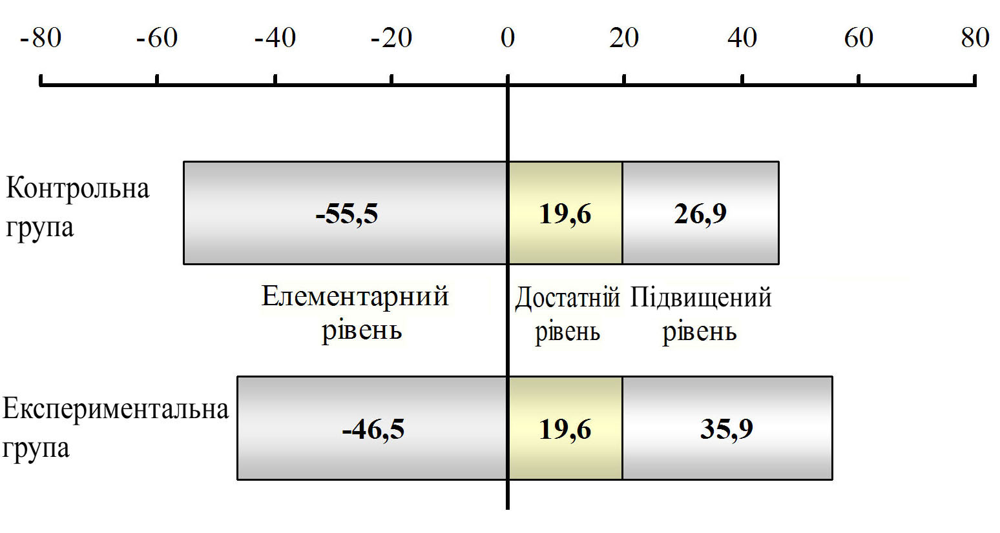 -80 -60 -40 -20 0 20 40 60 80
Контрольна
група
-55,5 19,6 26,9
Елементарний
рівень
Достатній
рівень
Підвищений
рівень
Експериментальна
група
-46,5 19,6 35,9